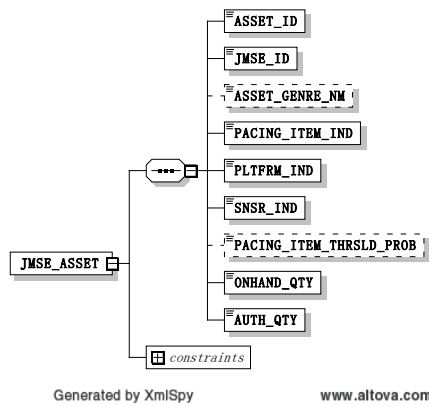 ASSET_ID
JMSE_ID
ASSET_GENRE_NM
PACING_ITEM_IND
PLTFRM_IND
SNSR_IND
JMSE_ASSET
PACING_ITEM_THRSLD_PROB
ONHAND_QTY
AUTH_QTY
constraints
Generated by XmlSpy www.altova.com